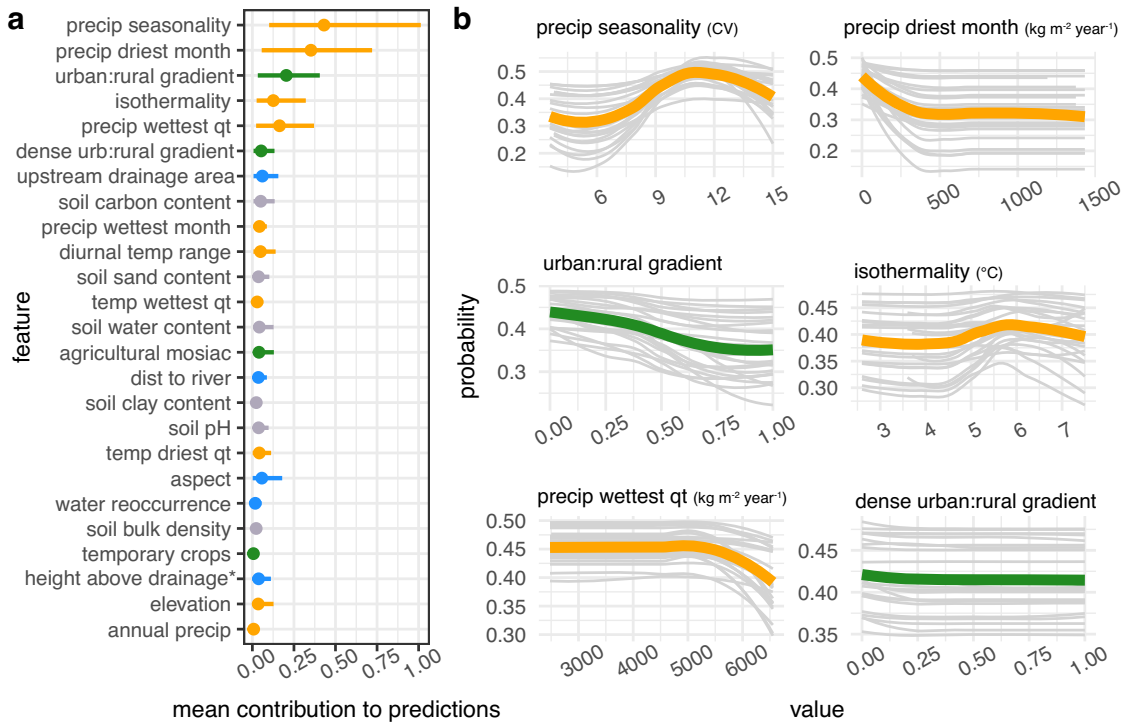 a
precip seasonality
precip driest month
urban:rural gradient
isothermality
precip wettest qt
dense urb:rural gradient
upstream drainage area
soil carbon content
precip wettest month
diurnal temp range
soil sand content
temp wettest qt
soil water content
agricultural mosiac
dist to river
soil clay content
soil pH
temp driest qt
aspect
water reoccurrence
soil bulk density
temporary crops
height above drainage*
elevation
annual precip
feature
0.00 0.25 0.50 0.75 1.00
mean contribution to predictions
b
precip seasonality (CV)
0.5
0.4
0.3
0.2
6 9 12 15
precip driest month (kg m-2 year-1)
0.5
0.4
0.3
0.2
0 500 1000 1500
urban:rural gradient
0.5
0.4
0.3
0.00 0.25 0.50 0.75 1.00
isothermality (°C)
0.45
0.40
0.35
0.30
3 4 5 6 7
precip wettest qt (kg m-2 year-1)
0.50
0.45
0.40
0.35
0.30
3000 4000 5000 6000
dense urban:rural gradient
0.45
0.40
0.35
0.00 0.25 0.50 0.75 1.00
probability
value